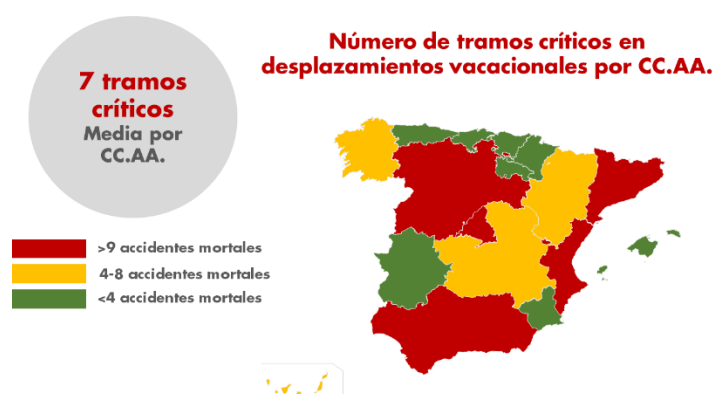 7 tramos
críticos
Media por
CC.AA.
Número de tramos críticos en
desplazamientos vacacionales por CC.AA.
>9 accidentes mortales
4-8 accidentes mortales
<4 accidentes mortales